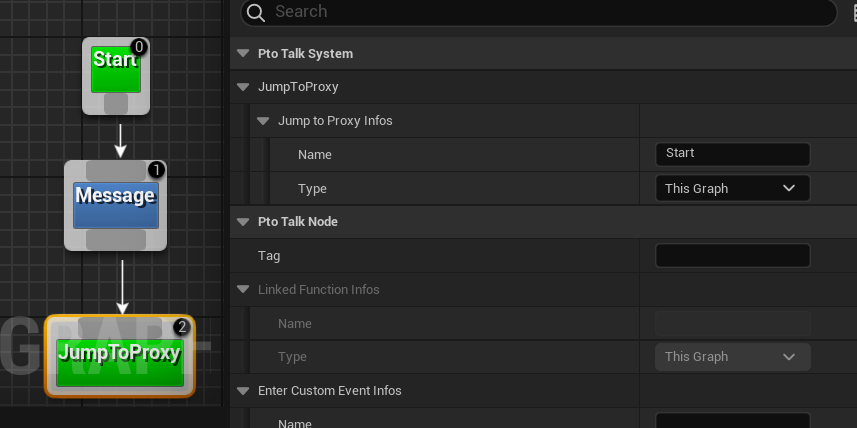 Search
Start
0
Message
1
JumpToProxy
2
GRAPH
Pto Talk System
JumpToProxy
Jump to Proxy Infos
Name
Start
Type
This Graph
Pto Talk Node
Tag
Linked Function Infos
Name
Type
This Graph
Enter Custom Event Infos
Name